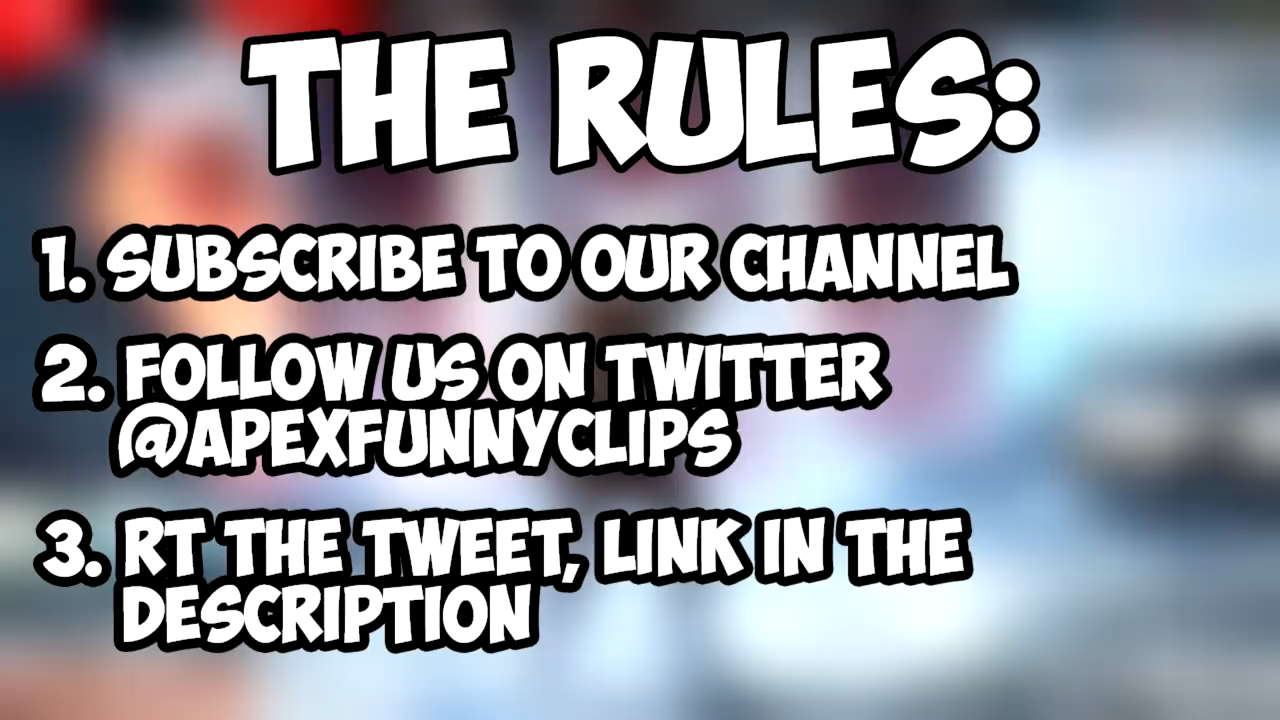 THE RULES:
1. SUBSCRIBE TO OUR CHANNEL
2. FOLLOW US ON TWITTER
@APEXFUNNYCLIPS
3. RT THE TWEET, LINK IN THE
DESCRIPTION